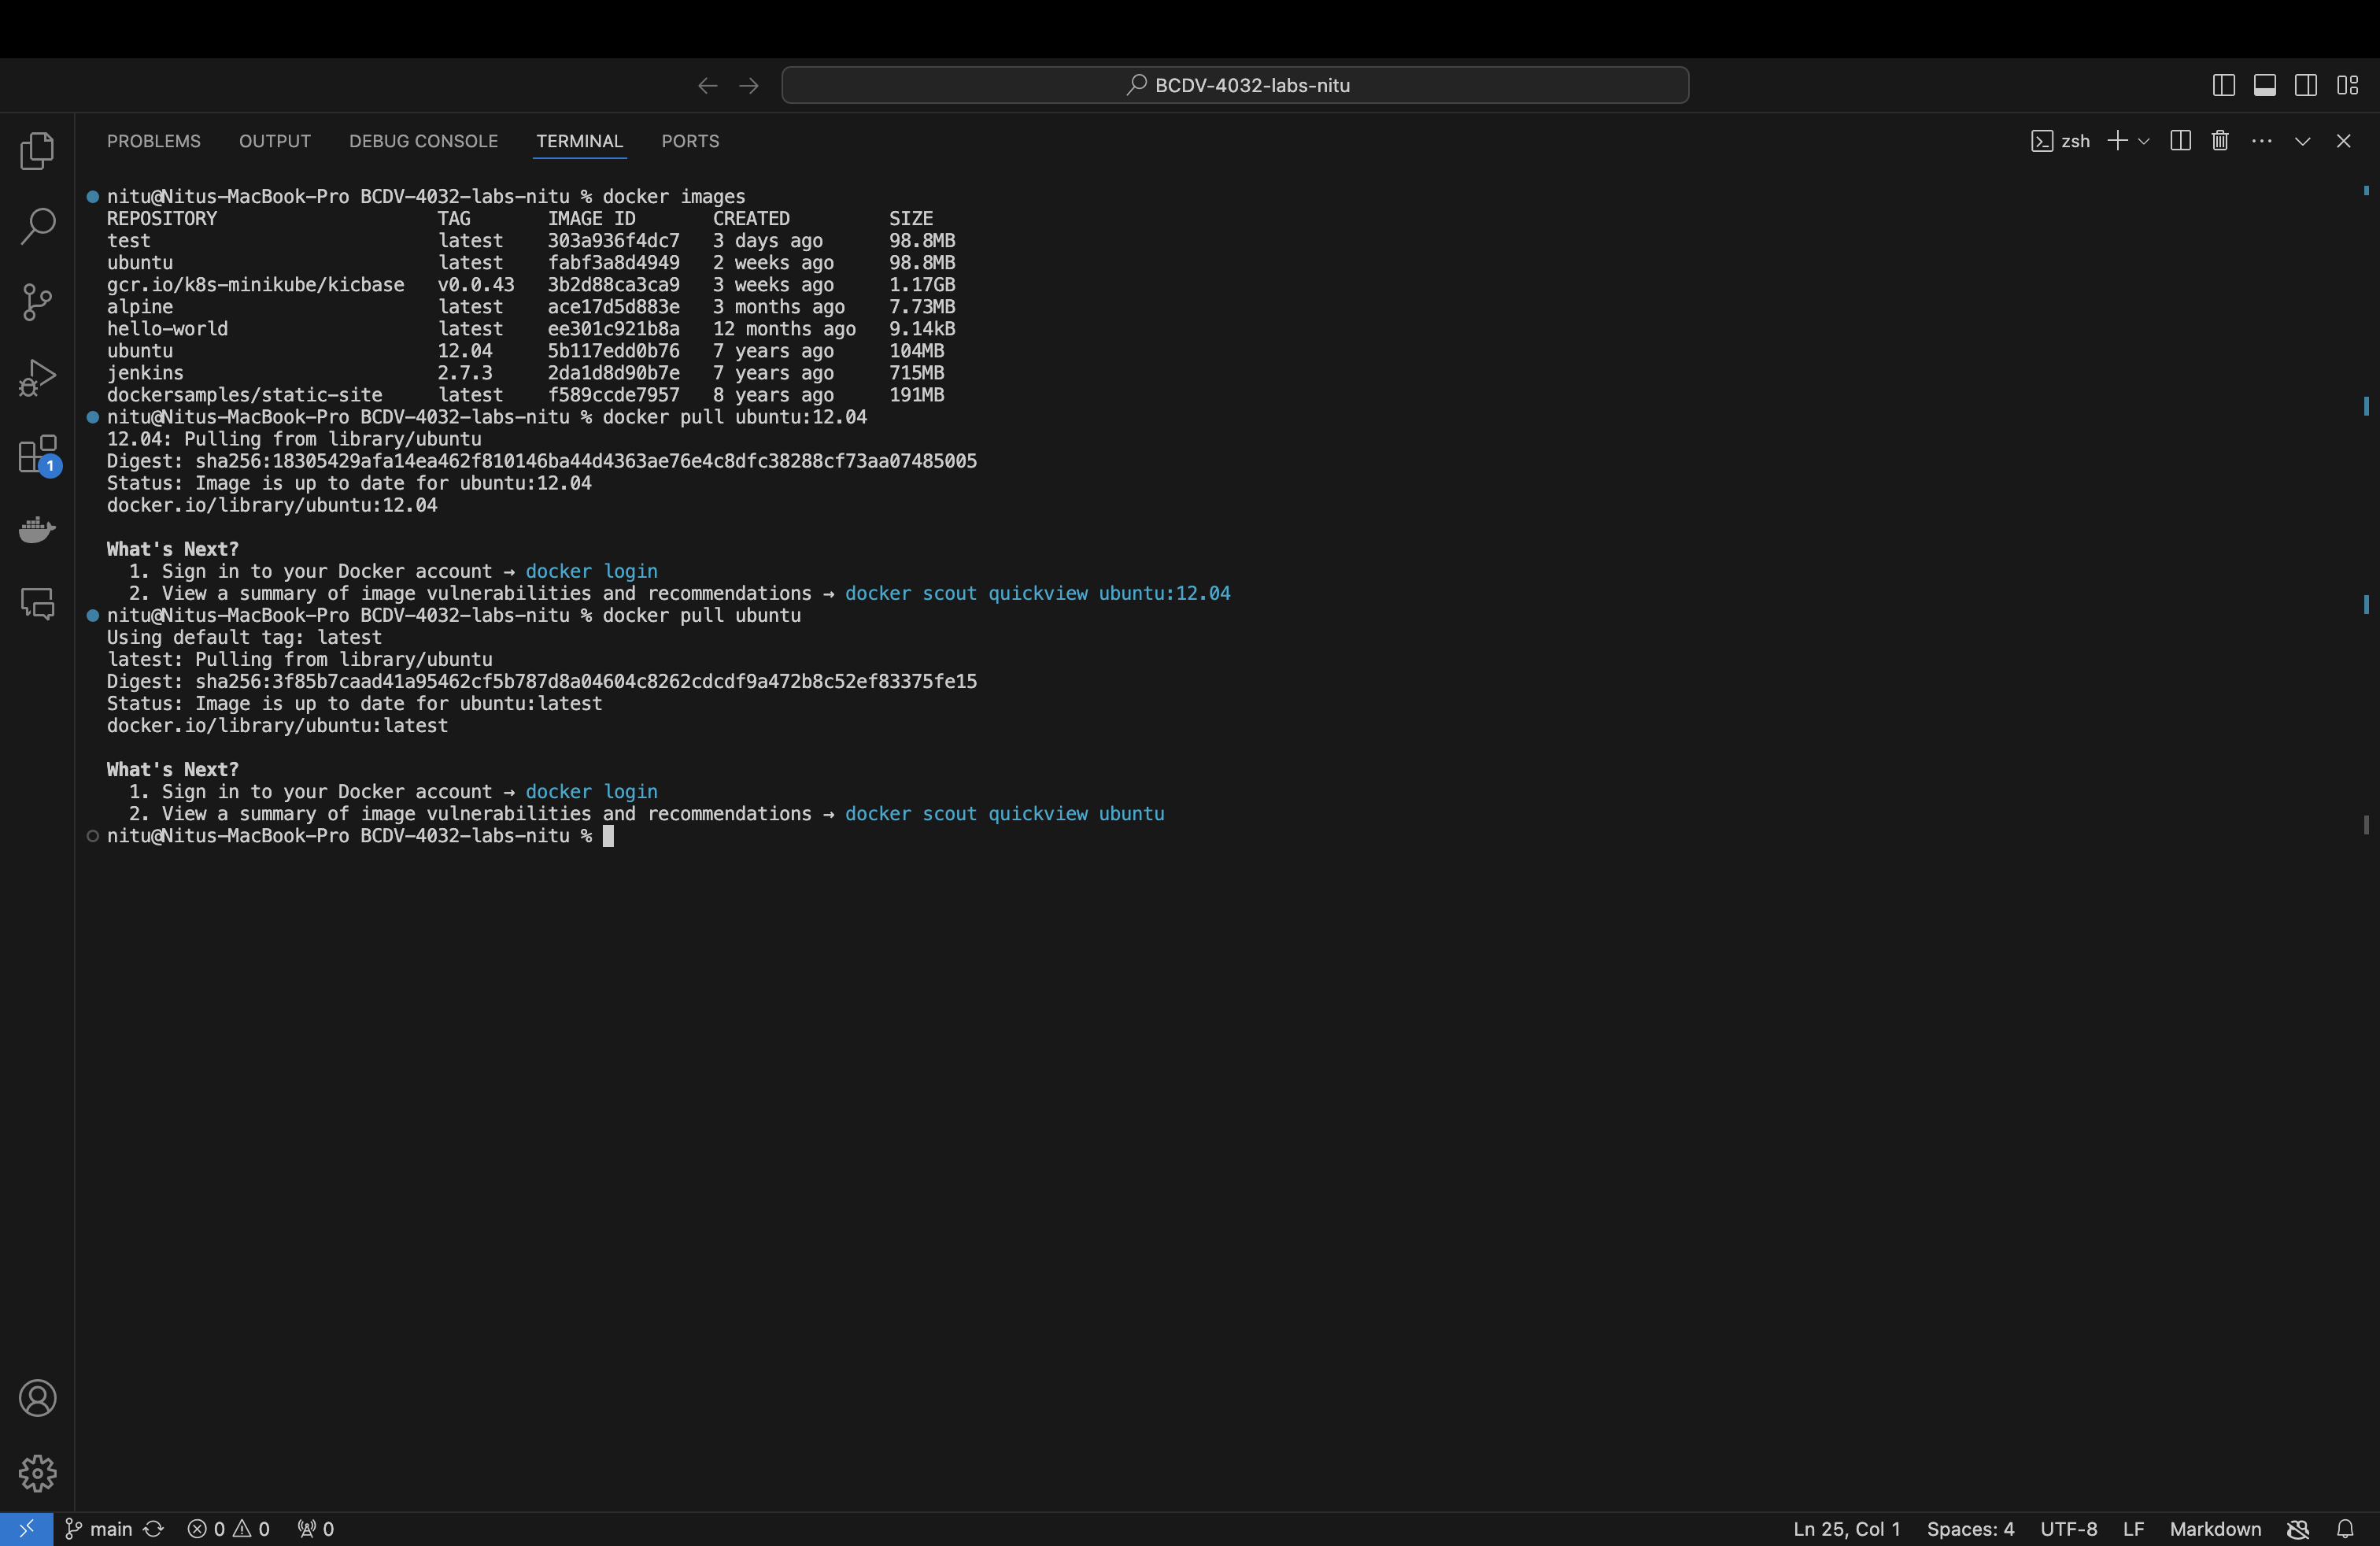 BCDV-4032-labs-nitu
PROBLEMS OUTPUT DEBUG CONSOLE TERMINAL PORTS zsh
nitu@Nitus-MacBook-Pro BCDV-4032-labs-nitu % docker images
REPOSITORY TAG IMAGE ID CREATED SIZE
test latest 303a936f4dc7 3 days ago 98.8MB
ubuntu latest fabf3a8d4949 2 weeks ago 98.8MB
gcr.io/k8s-minikube/kicbase v0.0.43 3b2d88ca3ca9 3 weeks ago 1.17GB
alpine latest ace17d5d883e 3 months ago 7.73MB
hello-world latest ee301c921b8a 12 months ago 9.14kB
ubuntu 12.04 5b117edd0b76 7 years ago 104MB
jenkins 2.7.3 2da1d8d90b7e 7 years ago 715MB
dockersamples/static-site latest f589ccde7957 8 years ago 191MB
nitu@Nitus-MacBook-Pro BCDV-4032-labs-nitu % docker pull ubuntu:12.04
12.04: Pulling from library/ubuntu
Digest: sha256:18305429afa14ea462f810146ba44d4363ae76e4c8dfc38288cf73aa07485005
Status: Image is up to date for ubuntu:12.04
docker.io/library/ubuntu:12.04
What's Next?
1. Sign in to your Docker account → docker login
2. View a summary of image vulnerabilities and recommendations → docker scout quickview ubuntu:12.04
nitu@Nitus-MacBook-Pro BCDV-4032-labs-nitu % docker pull ubuntu
Using default tag: latest
latest: Pulling from library/ubuntu
Digest: sha256:3f85b7caad41a95462cf5b787d8a04604c8262cdcdf9a472b8c52ef83375fe15
Status: Image is up to date for ubuntu:latest
docker.io/library/ubuntu:latest
What's Next?
1. Sign in to your Docker account → docker login
2. View a summary of image vulnerabilities and recommendations → docker scout quickview ubuntu
nitu@Nitus-MacBook-Pro BCDV-4032-labs-nitu %
1
main 0 0 0 Ln 25, Col 1 Spaces: 4 UTF-8 LF Markdown